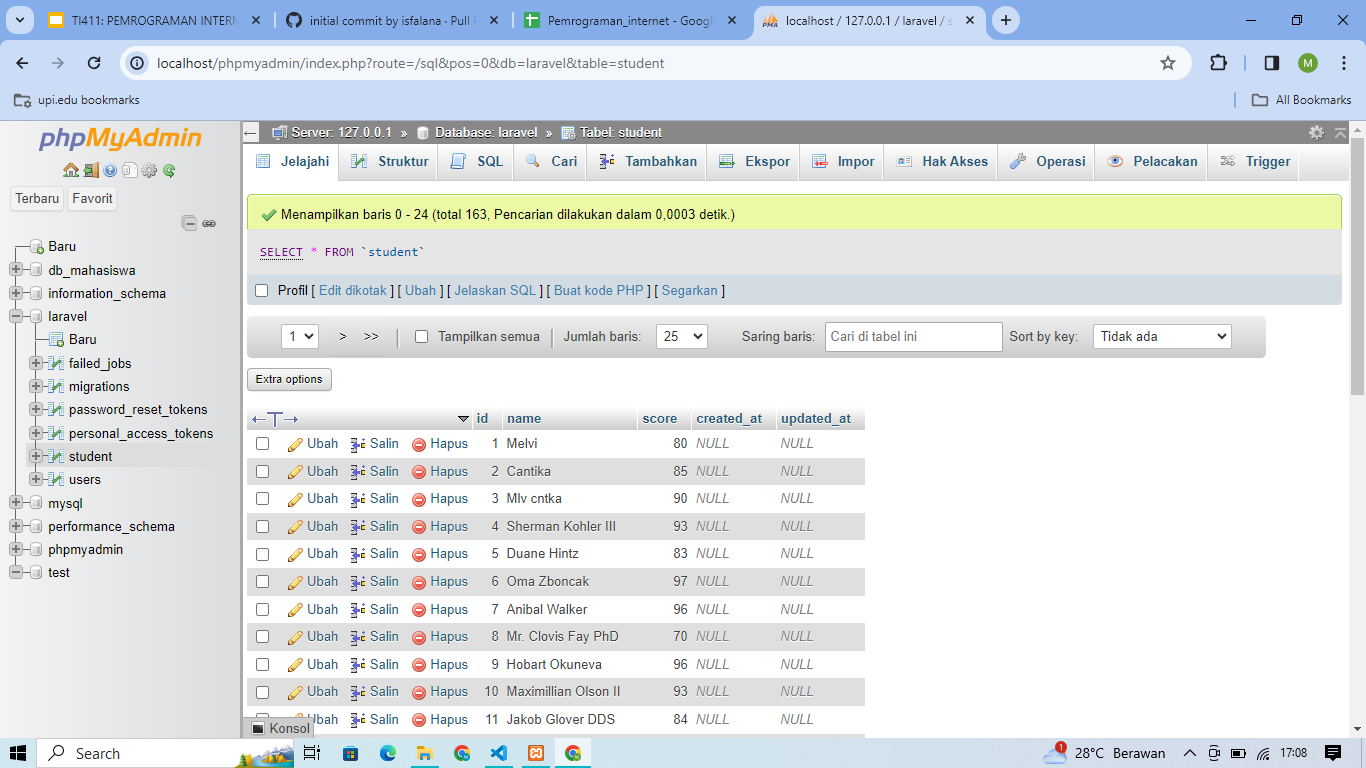 TI411: PEMROGRAMAN INTERN
initial commit by isfalana · Pull F
Pemrograman_internet - Googl
localhost / 127.0.0.1 / laravel / s
localhost/phpmyadmin/index.php?route=/sql&pos=0&db=laravel&table=student
M
upi.edu bookmarks
All Bookmarks
phpMyAdmin
Terbaru Favorit
Baru
db_mahasiswa
information_schema
laravel
Baru
failed_jobs
migrations
password_reset_tokens
personal_access_tokens
student
users
mysql
performance_schema
phpmyadmin
test
Server: 127.0.0.1 » Database: laravel » Tabel: student
Jelajahi Struktur SQL Cari Tambahkan Ekspor Impor Hak Akses Operasi Pelacakan Trigger
Menampilkan baris 0 - 24 (total 163, Pencarian dilakukan dalam 0,0003 detik.)
SELECT * FROM `student`
Profil [ Edit dikotak ] [ Ubah ] [ Jelaskan SQL ] [ Buat kode PHP ] [ Segarkan ]
1 > >> Tampilkan semua Jumlah baris: 25 Saring baris: Cari di tabel ini Sort by key: Tidak ada
Extra options
←T→ id name score created_at updated_at
Ubah Salin Hapus 1 Melvi 80 NULL NULL
Ubah Salin Hapus 2 Cantika 85 NULL NULL
Ubah Salin Hapus 3 Mlv cntka 90 NULL NULL
Ubah Salin Hapus 4 Sherman Kohler III 93 NULL NULL
Ubah Salin Hapus 5 Duane Hintz 83 NULL NULL
Ubah Salin Hapus 6 Oma Zboncak 97 NULL NULL
Ubah Salin Hapus 7 Anibal Walker 96 NULL NULL
Ubah Salin Hapus 8 Mr. Clovis Fay PhD 70 NULL NULL
Ubah Salin Hapus 9 Hobart Okuneva 96 NULL NULL
Ubah Salin Hapus 10 Maximillian Olson II 93 NULL NULL
Ubah Salin Hapus 11 Jakob Glover DDS 84 NULL NULL
Konsol
Search
1
28°C Berawan
17:08